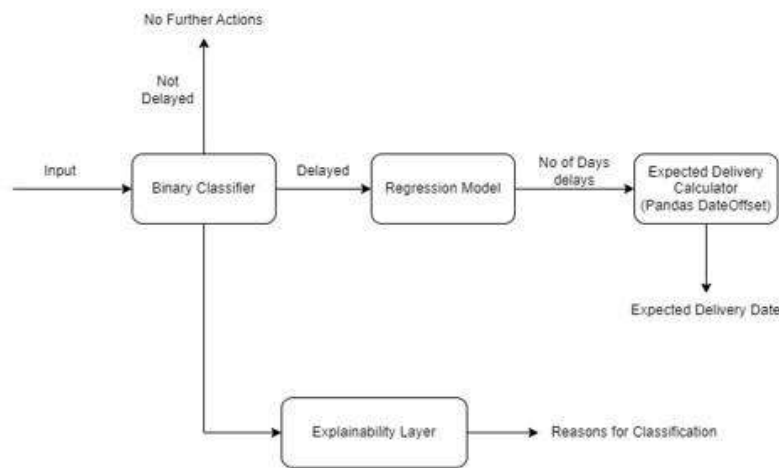 No Further Actions
Not
Delayed
Input
Binary Classifier
Delayed
Regression Model
No of Days
delays
Expected Delivery
Calculator
(Pandas DateOffset)
Expected Delivery Date
Explainability Layer
Reasons for Classification